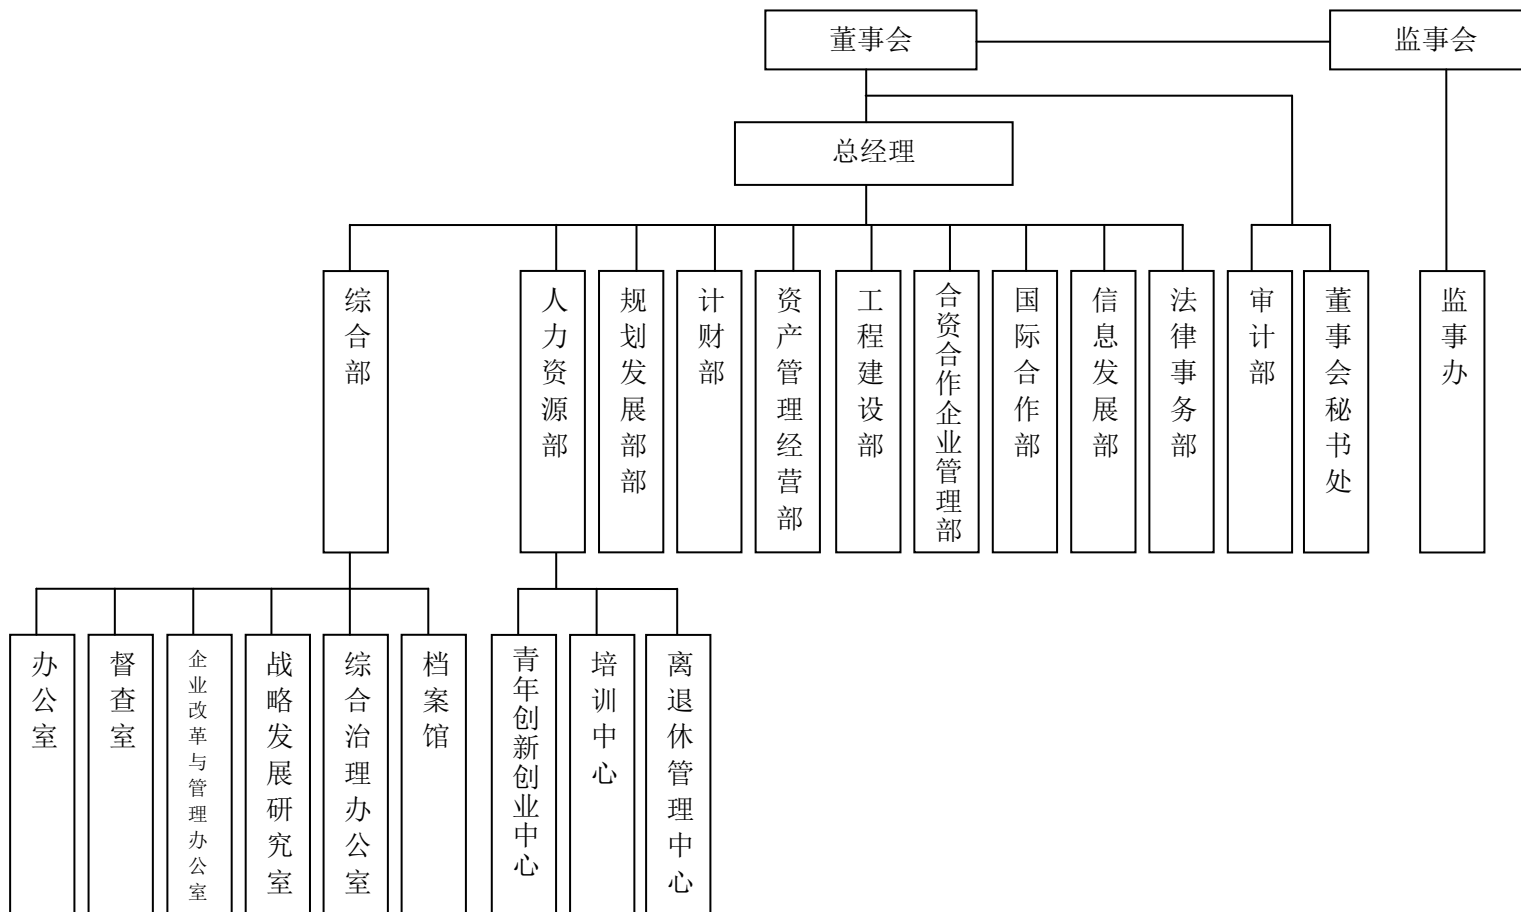 董事会
监事会
总经理
综合部
人力资源部
规划发展部部
计财部
资产管理经营部
工程建设部
合资合作企业管理部
国际合作部
信息发展部
法律事务部
审计部
董事会秘书处
监事办
办公室
督查室
企业改革与管理办公室
战略发展研究室
综合治理办公室
档案馆
青年创新创业中心
培训中心
离退休管理中心